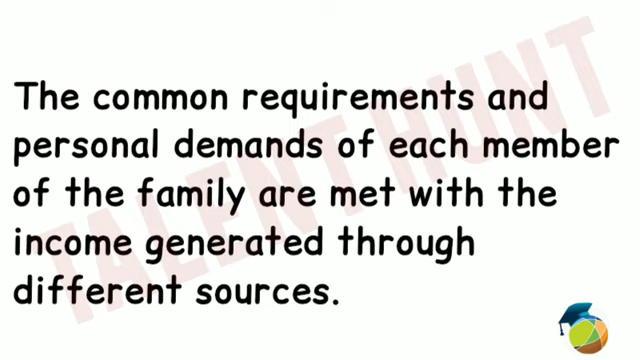 The common requirements and
personal demands of each member
of the family are met with the
income generated through
different sources.
TALENT HUNT